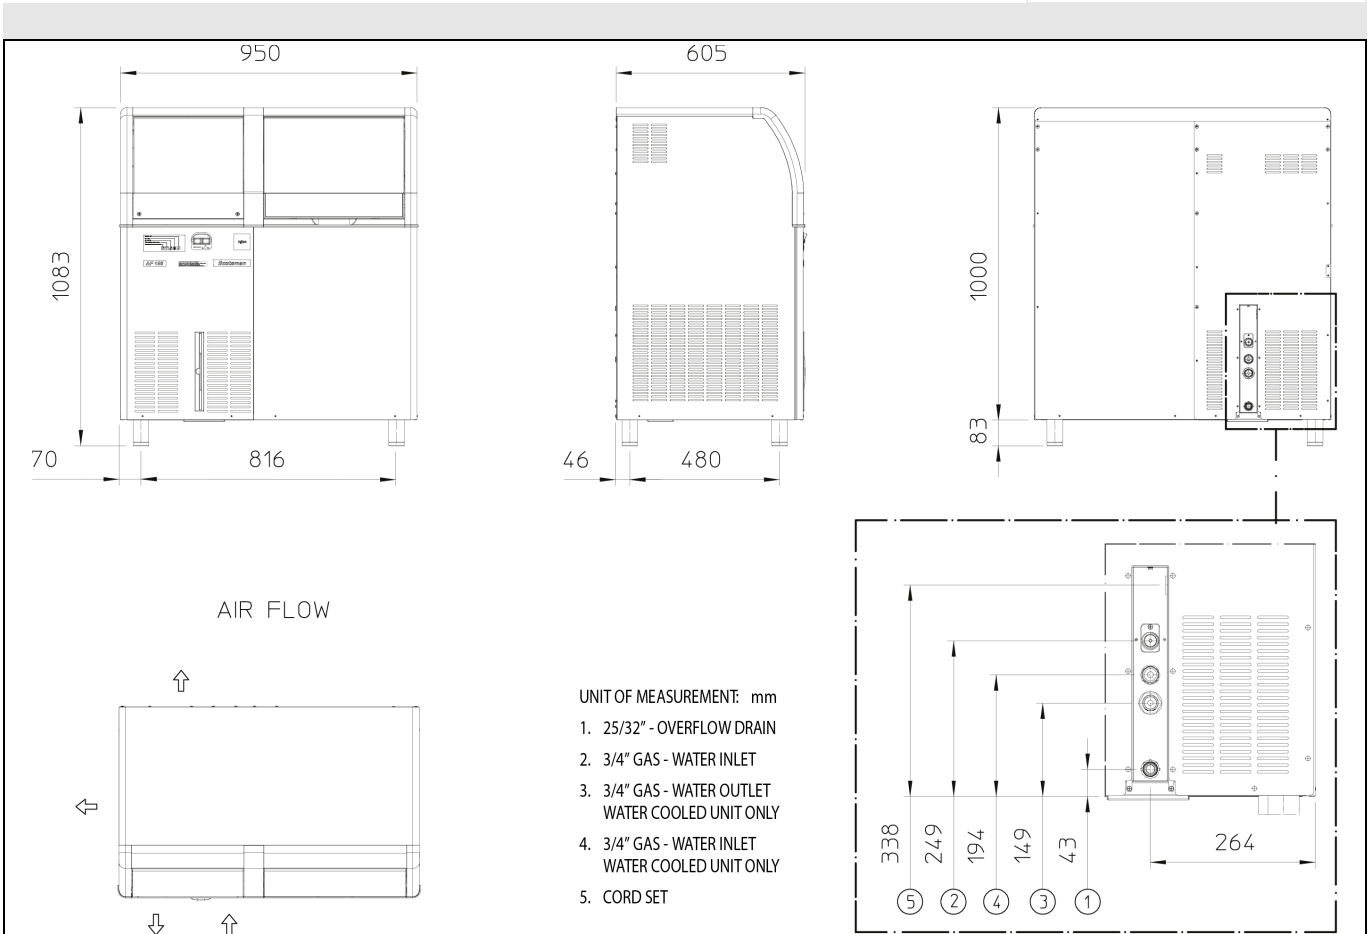 950
605
1083
1000
83
Scotsman
70
816
46
480
AIR FLOW
UNIT OF MEASUREMENT: mm
1. 25/32" - OVERFLOW DRAIN
2. 3/4" GAS - WATER INLET
3. 3/4" GAS - WATER OUTLET
WATER COOLED UNIT ONLY
4. 3/4" GAS - WATER INLET
WATER COOLED UNIT ONLY
5. CORD SET
338
249
194
149
43
264
5
2
4
3
1